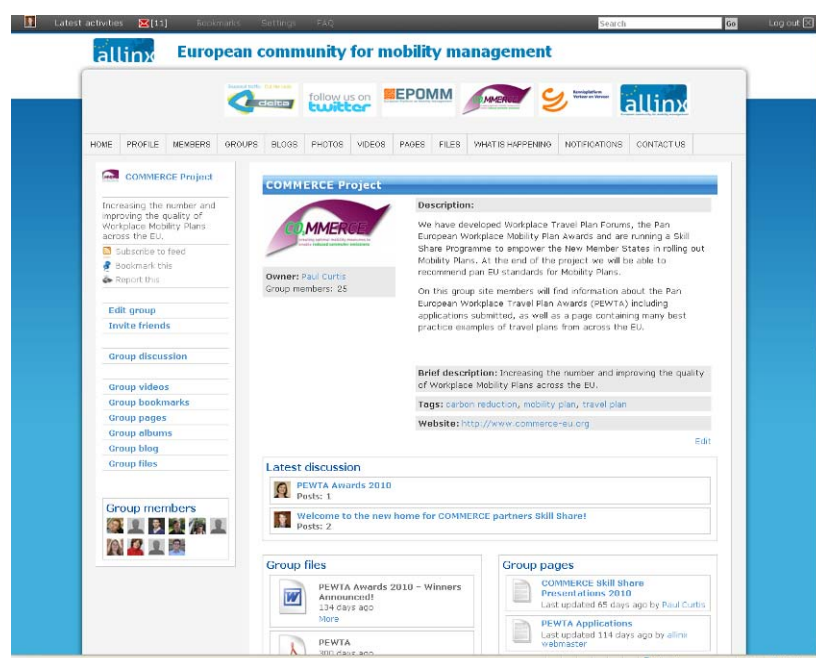 Latest activities [11] Bookmarks Settings FAQ Search Go Log out
allinx European community for mobility management
delta follow us on twitter EPOMM COMMERCE allinx
HOME PROFILE MEMBERS GROUPS BLOGS PHOTOS VIDEOS PAGES FILES WHAT IS HAPPENING NOTIFICATIONS CONTACT US
COMMERCE Project
Increasing the number and
improving the quality of
Workplace Mobility Plans
across the EU.
Subscribe to feed
Bookmark this
Report this
Edit group
Invite friends
Group discussion
Group videos
Group bookmarks
Group pages
Group albums
Group blog
Group files
Group members
COMMERCE Project
COMMERCE
Owner: Paul Curtis
Group members: 25
Description:
We have developed Workplace Travel Plan Forums, the Pan
European Workplace Mobility Plan Awards and are running a Skill
Share Programme to empower the New Member States in rolling out
Mobility Plans. At the end of the project we will be able to
recommend pan EU standards for Mobility Plans.
On this group site members will find information about the Pan
European Workplace Travel Plan Awards (PEWTA) including
applications submitted, as well as a page containing many best
practice examples of travel plans from across the EU.
Brief description: Increasing the number and improving the quality
of Workplace Mobility Plans across the EU.
Tags: carbon reduction, mobility plan, travel plan
Website: http://www.commerce-eu.org
Edit
Latest discussion
PEWTA Awards 2010
Posts: 1
Welcome to the new home for COMMERCE partners Skill Share!
Posts: 2
Group files
PEWTA Awards 2010 - Winners
Announced!
134 days ago
More
PEWTA
300 days ago
Group pages
COMMERCE Skill Share
Presentations 2010
Last updated 65 days ago by Paul Curtis
PEWTA Applications
Last updated 114 days ago by allinx
webmaster